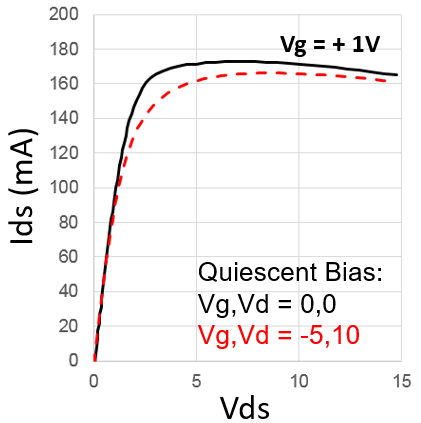 200
180
160
140
120
100
80
60
40
20
0
Ids (mA)
Vg = + 1V
Quiescent Bias:
Vg,Vd = 0,0
Vg,Vd = -5,10
0 5 10 15
Vds